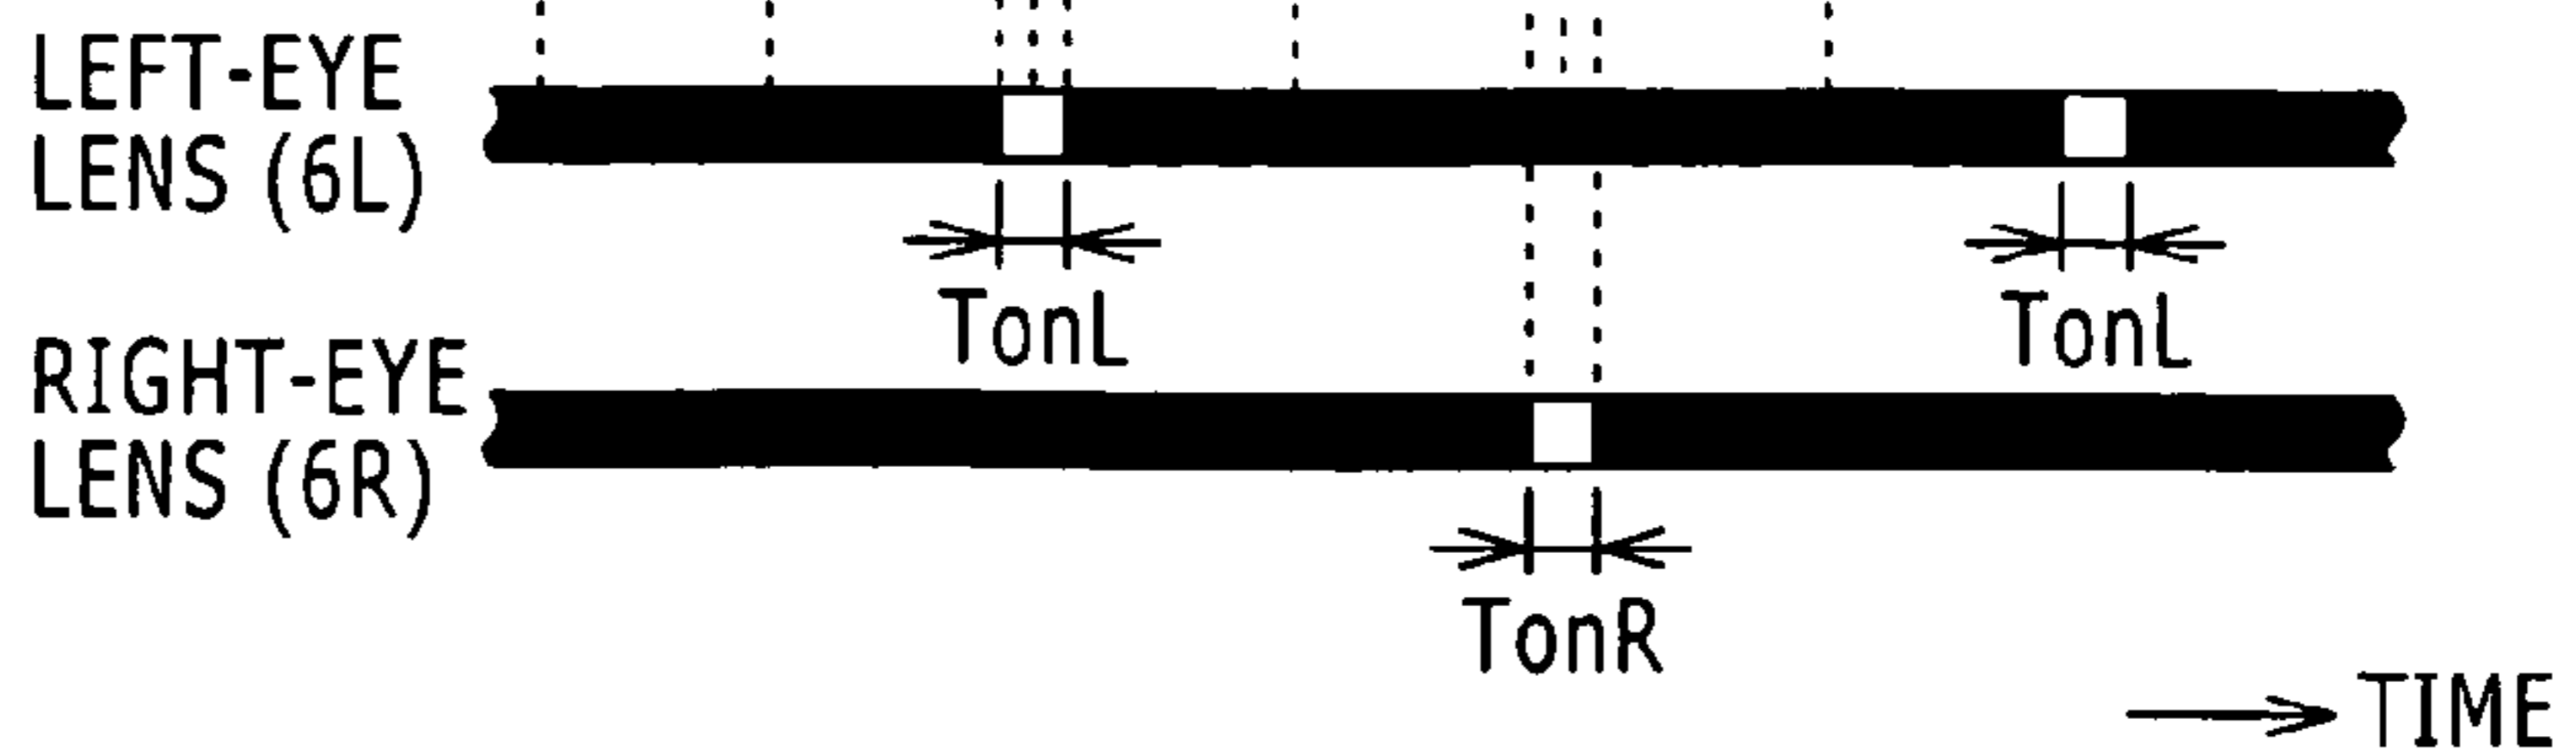 LEFT-EYE
LENS (6L)
TonL
TonL
RIGHT-EYE
LENS (6R)
TonR
TIME